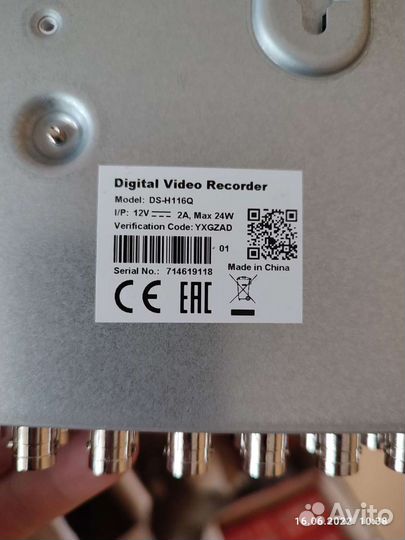 Digital Video Recorder
Model: DS-H116Q
I/P: 12V⎓ 2A, Max 24W
Verification Code: YXGZAD
01
Serial No.: 714619118
Made in China
CE EAC
Avito
16.06.2022 10:38